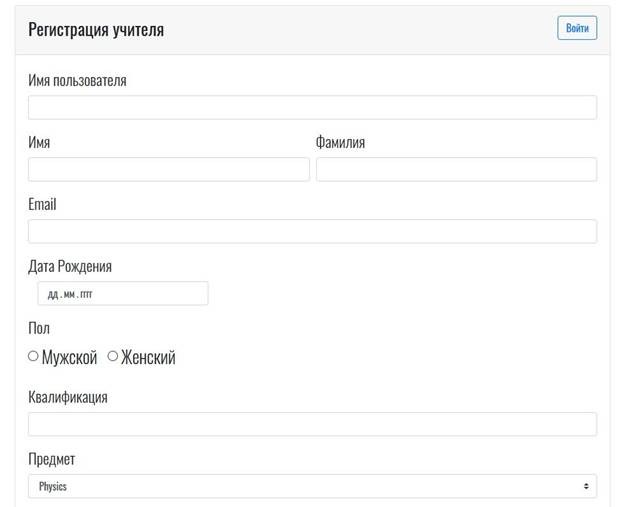 Регистрация учителя
Войти
Имя пользователя
Имя Фамилия
Email
Дата Рождения
дд.мм.гггг
Пол
Мужской Женский
Квалификация
Предмет
Physics